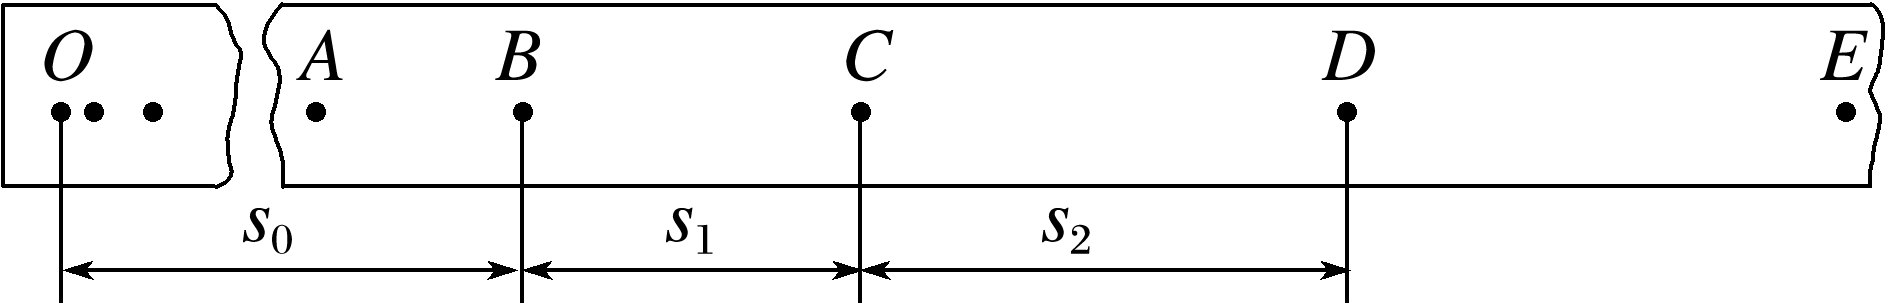 O A B C D E
s₀ s₁ s₂